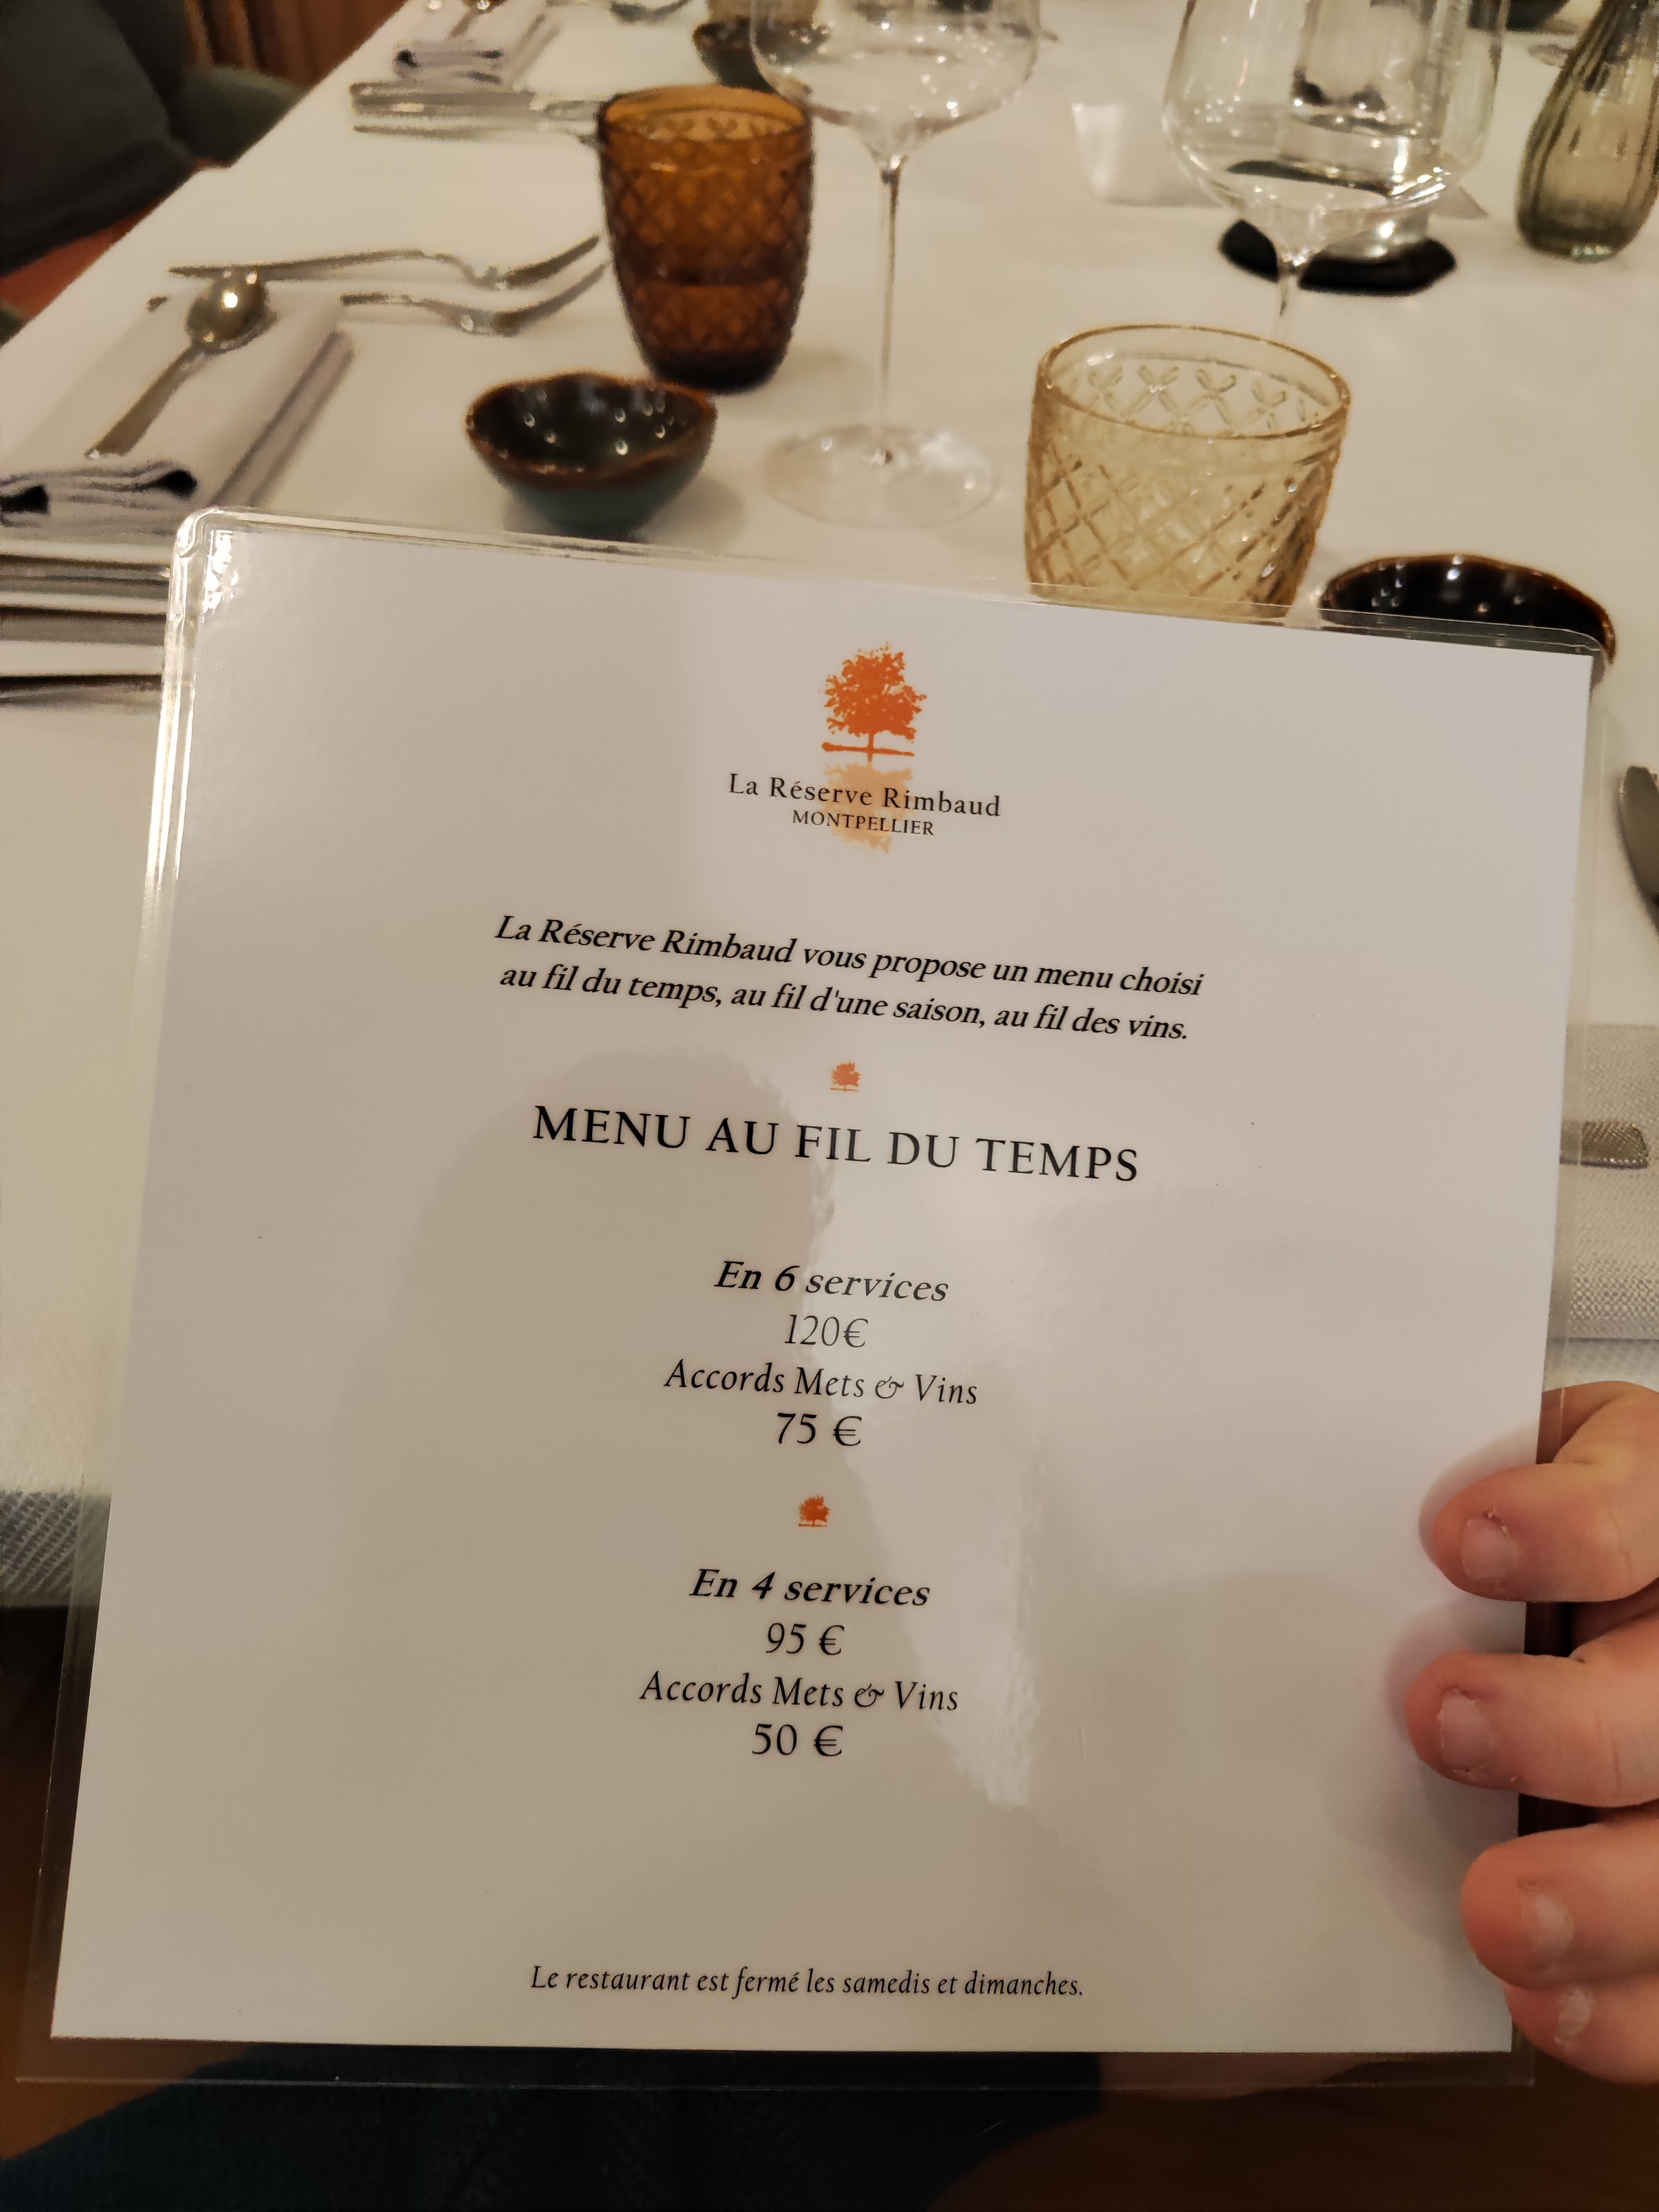 La Réserve Rimbaud
MONTPELLIER
La Réserve Rimbaud vous propose un menu choisi
au fil du temps, au fil d'une saison, au fil des vins.
MENU AU FIL DU TEMPS
En 6 services
120€
Accords Mets & Vins
75 €
En 4 services
95 €
Accords Mets & Vins
50 €
Le restaurant est fermé les samedis et dimanches.